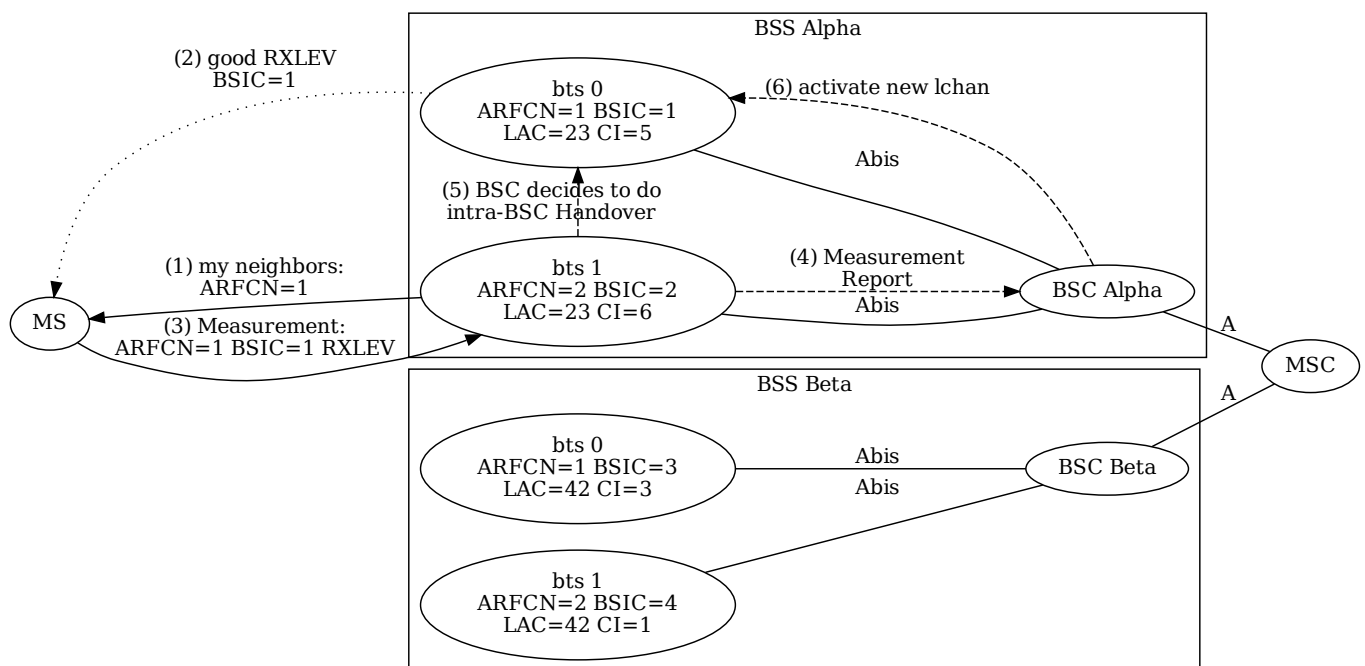 BSS Alpha
(2) good RXLEV
BSIC=1
bts 0
ARFCN=1 BSIC=1
LAC=23 CI=5
(6) activate new lchan
Abis
(5) BSC decides to do
intra-BSC Handover
(1) my neighbors:
ARFCN=1
bts 1
ARFCN=2 BSIC=2
LAC=23 CI=6
(4) Measurement
Report
Abis
BSC Alpha
MS
(3) Measurement:
ARFCN=1 BSIC=1 RXLEV
A
MSC
A
BSS Beta
bts 0
ARFCN=1 BSIC=3
LAC=42 CI=3
Abis
Abis
BSC Beta
bts 1
ARFCN=2 BSIC=4
LAC=42 CI=1